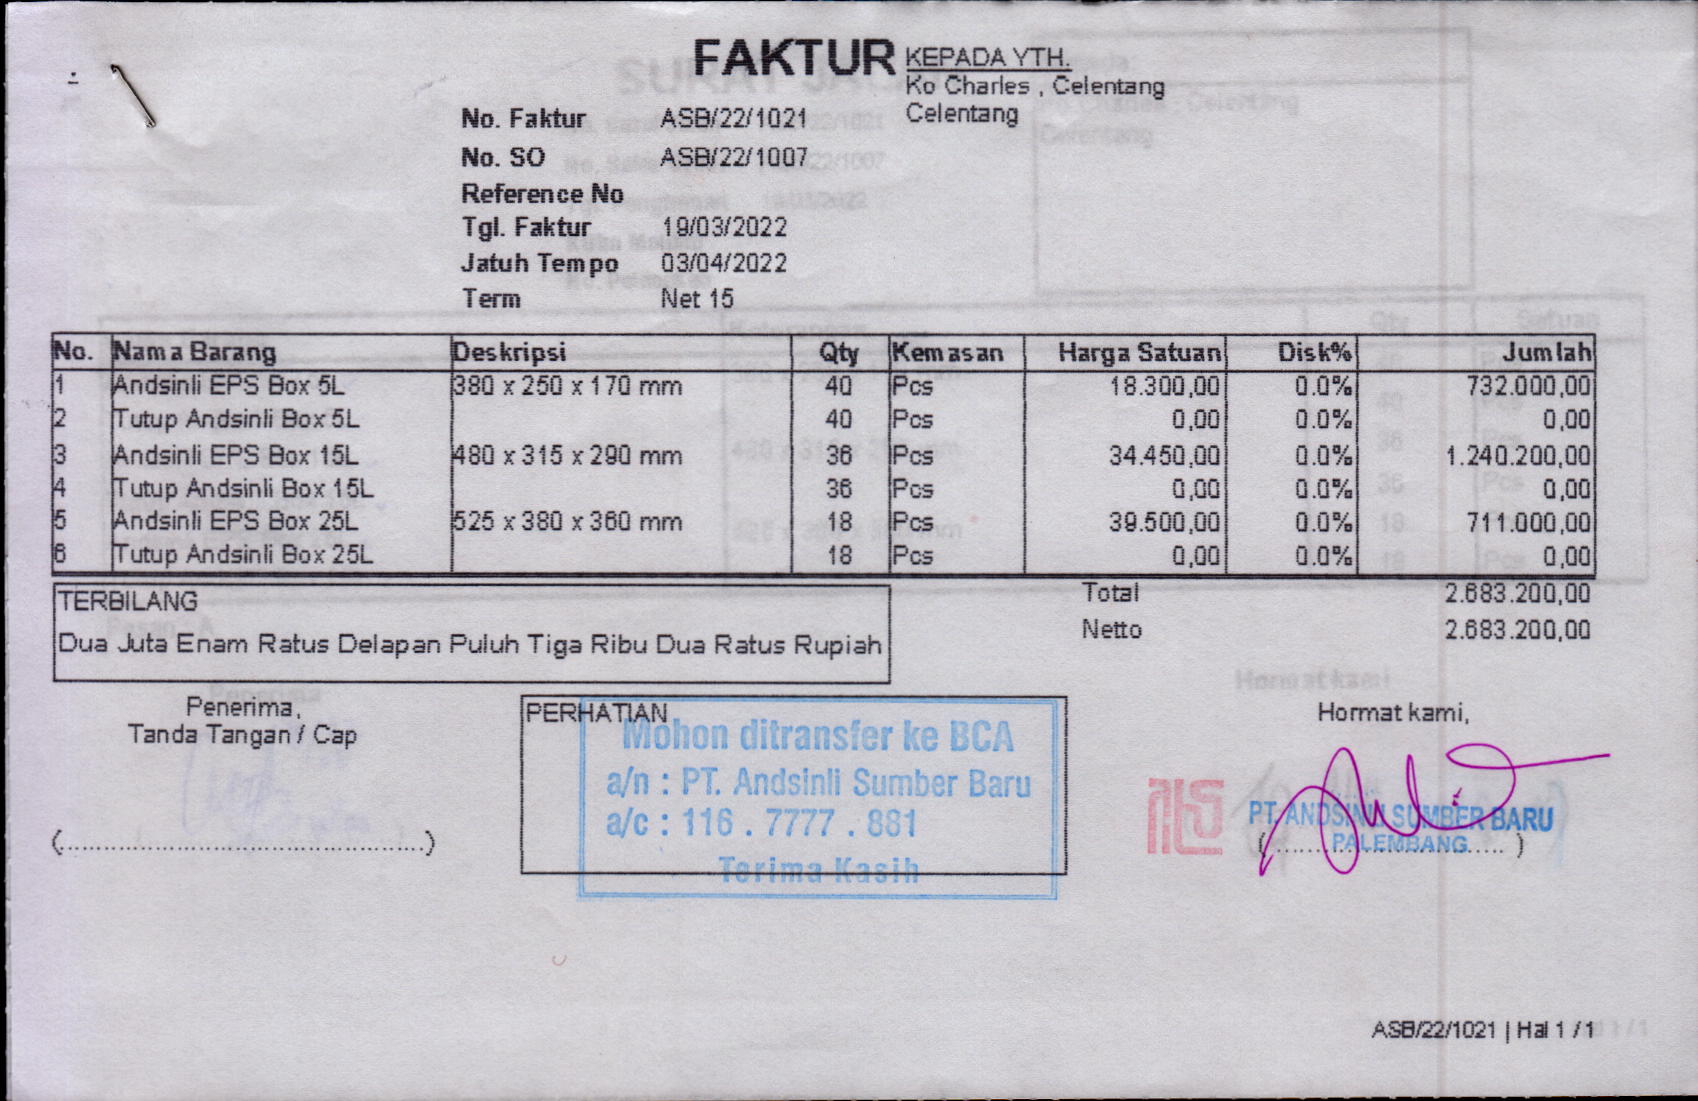 FAKTUR
KEPADA YTH.
Ko Charles , Celentang
Celentang
No. Faktur ASB/22/1021
No. SO ASB/22/1007
Reference No
Tgl. Faktur 19/03/2022
Jatuh Tempo 03/04/2022
Term Net 15
No. Nama Barang Deskripsi Qty Kemasan Harga Satuan Disk% Jumlah
1 Andsinli EPS Box 5L 380 x 250 x 170 mm 40 Pcs 18.300,00 0.0% 732.000,00
2 Tutup Andsinli Box 5L 40 Pcs 0,00 0.0% 0,00
3 Andsinli EPS Box 15L 480 x 315 x 290 mm 36 Pcs 34.450,00 0.0% 1.240.200,00
4 Tutup Andsinli Box 15L 36 Pcs 0,00 0.0% 0,00
5 Andsinli EPS Box 25L 525 x 380 x 360 mm 18 Pcs 39.500,00 0.0% 711.000,00
6 Tutup Andsinli Box 25L 18 Pcs 0,00 0.0% 0,00
TERBILANG
Dua Juta Enam Ratus Delapan Puluh Tiga Ribu Dua Ratus Rupiah
Total 2.683.200,00
Netto 2.683.200,00
Penerima,
Tanda Tangan / Cap
PERHATIAN
Mohon ditransfer ke BCA
a/n : PT. Andsinli Sumber Baru
a/c : 116 . 7777 . 881
Terima Kasih
Hormat kami,
PT. ANDSINLI SUMBER BARU
PALEMBANG
ASB/22/1021 | Hal 1 / 1